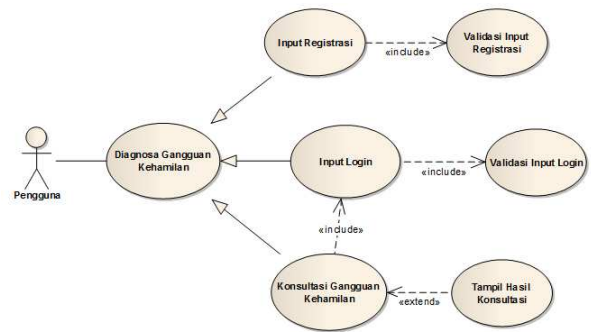 Input Registrasi
«include»
Validasi Input
Registrasi
Pengguna
Diagnosa Gangguan
Kehamilan
Input Login
«include»
Validasi Input Login
«include»
Konsultasi Gangguan
Kehamilan
«extend»
Tampil Hasil
Konsultasi